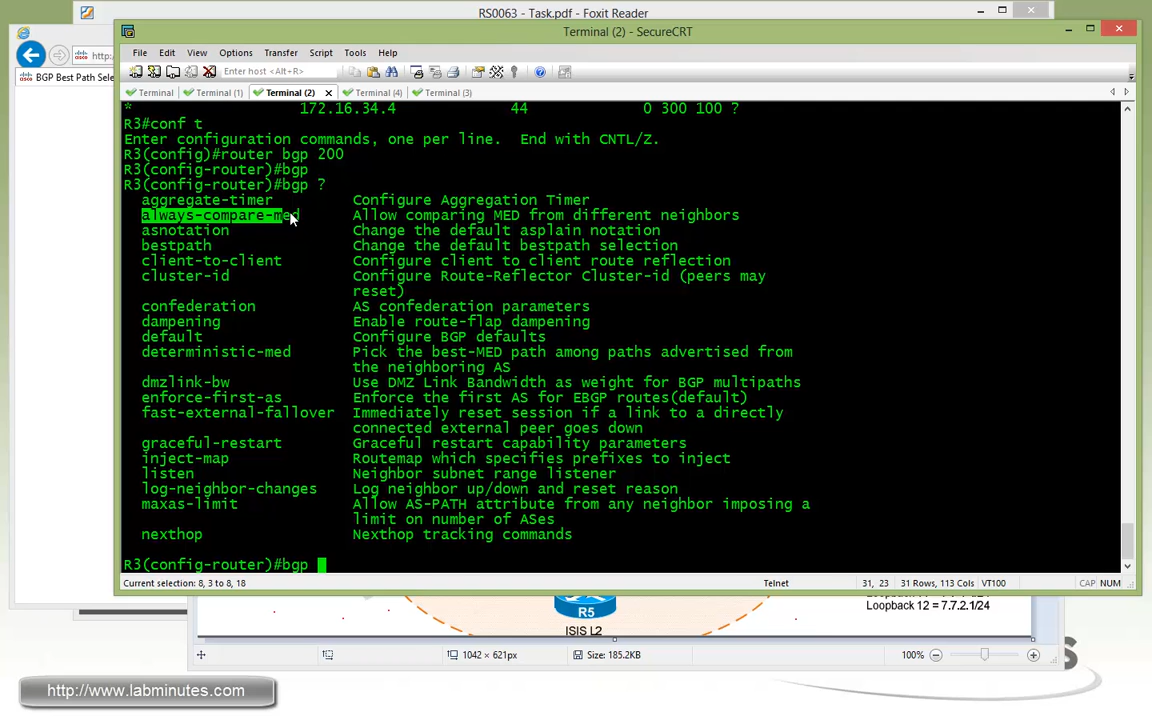 RS0063 - Task.pdf - Foxit Reader
Terminal (2) - SecureCRT
File Edit View Options Transfer Script Tools Help
http:
Enter host <Alt+R>
BGP Best Path Sele
Terminal Terminal (1) Terminal (2) Terminal (4) Terminal (3)
* 172.16.34.4 44 0 300 100 ?
R3#conf t
Enter configuration commands, one per line. End with CNTL/Z.
R3(config)#router bgp 200
R3(config-router)#bgp
R3(config-router)#bgp ?
aggregate-timer Configure Aggregation Timer
always-compare-med Allow comparing MED from different neighbors
asnotation Change the default asplain notation
bestpath Change the default bestpath selection
client-to-client Configure client to client route reflection
cluster-id Configure Route-Reflector Cluster-id (peers may
reset)
confederation AS confederation parameters
dampening Enable route-flap dampening
default Configure BGP defaults
deterministic-med Pick the best-MED path among paths advertised from
the neighboring AS
dmzlink-bw Use DMZ Link Bandwidth as weight for BGP multipaths
enforce-first-as Enforce the first AS for EBGP routes(default)
fast-external-fallover Immediately reset session if a link to a directly
connected external peer goes down
graceful-restart Graceful restart capability parameters
inject-map Routemap which specifies prefixes to inject
listen Neighbor subnet range listener
log-neighbor-changes Log neighbor up/down and reset reason
maxas-limit Allow AS-PATH attribute from any neighbor imposing a
limit on number of ASes
nexthop Nexthop tracking commands
R3(config-router)#bgp
Current selection: 8, 3 to 8, 18 Telnet 31, 23 31 Rows, 113 Cols VT100 CAP NUM
Loopback 12 = 7.7.2.1/24
R5
ISIS L2
1042 × 621px Size: 185.2KB 100%
http://www.labminutes.com